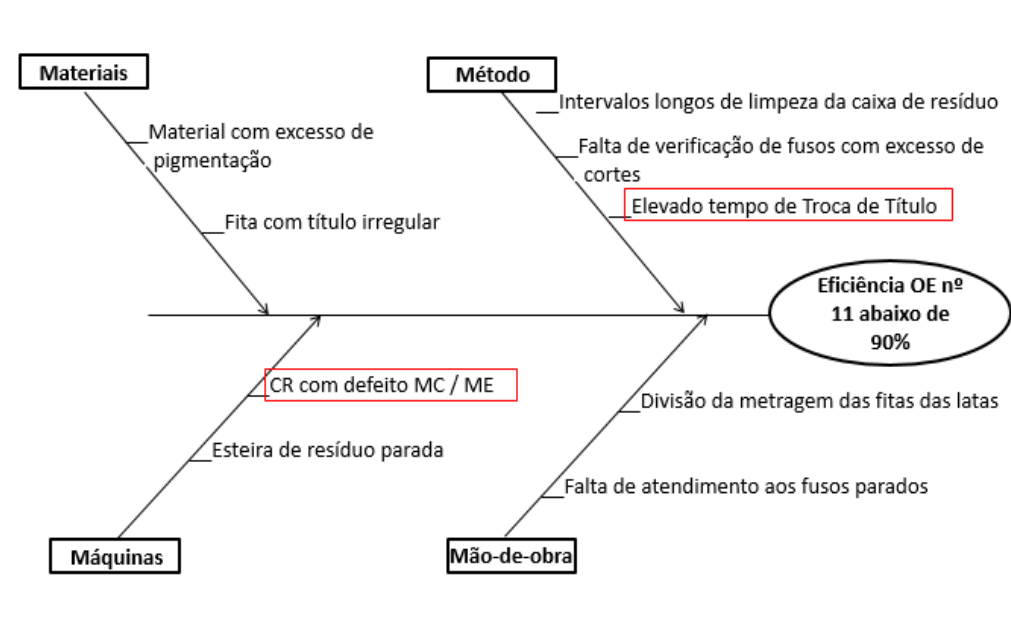 Materiais
Material com excesso de
pigmentação
Fita com título irregular
Método
Intervalos longos de limpeza da caixa de resíduo
Falta de verificação de fusos com excesso de
cortes
Elevado tempo de Troca de Título
Eficiência OE nº
11 abaixo de
90%
CR com defeito MC / ME
Esteira de resíduo parada
Máquinas
Divisão da metragem das fitas das latas
Falta de atendimento aos fusos parados
Mão-de-obra